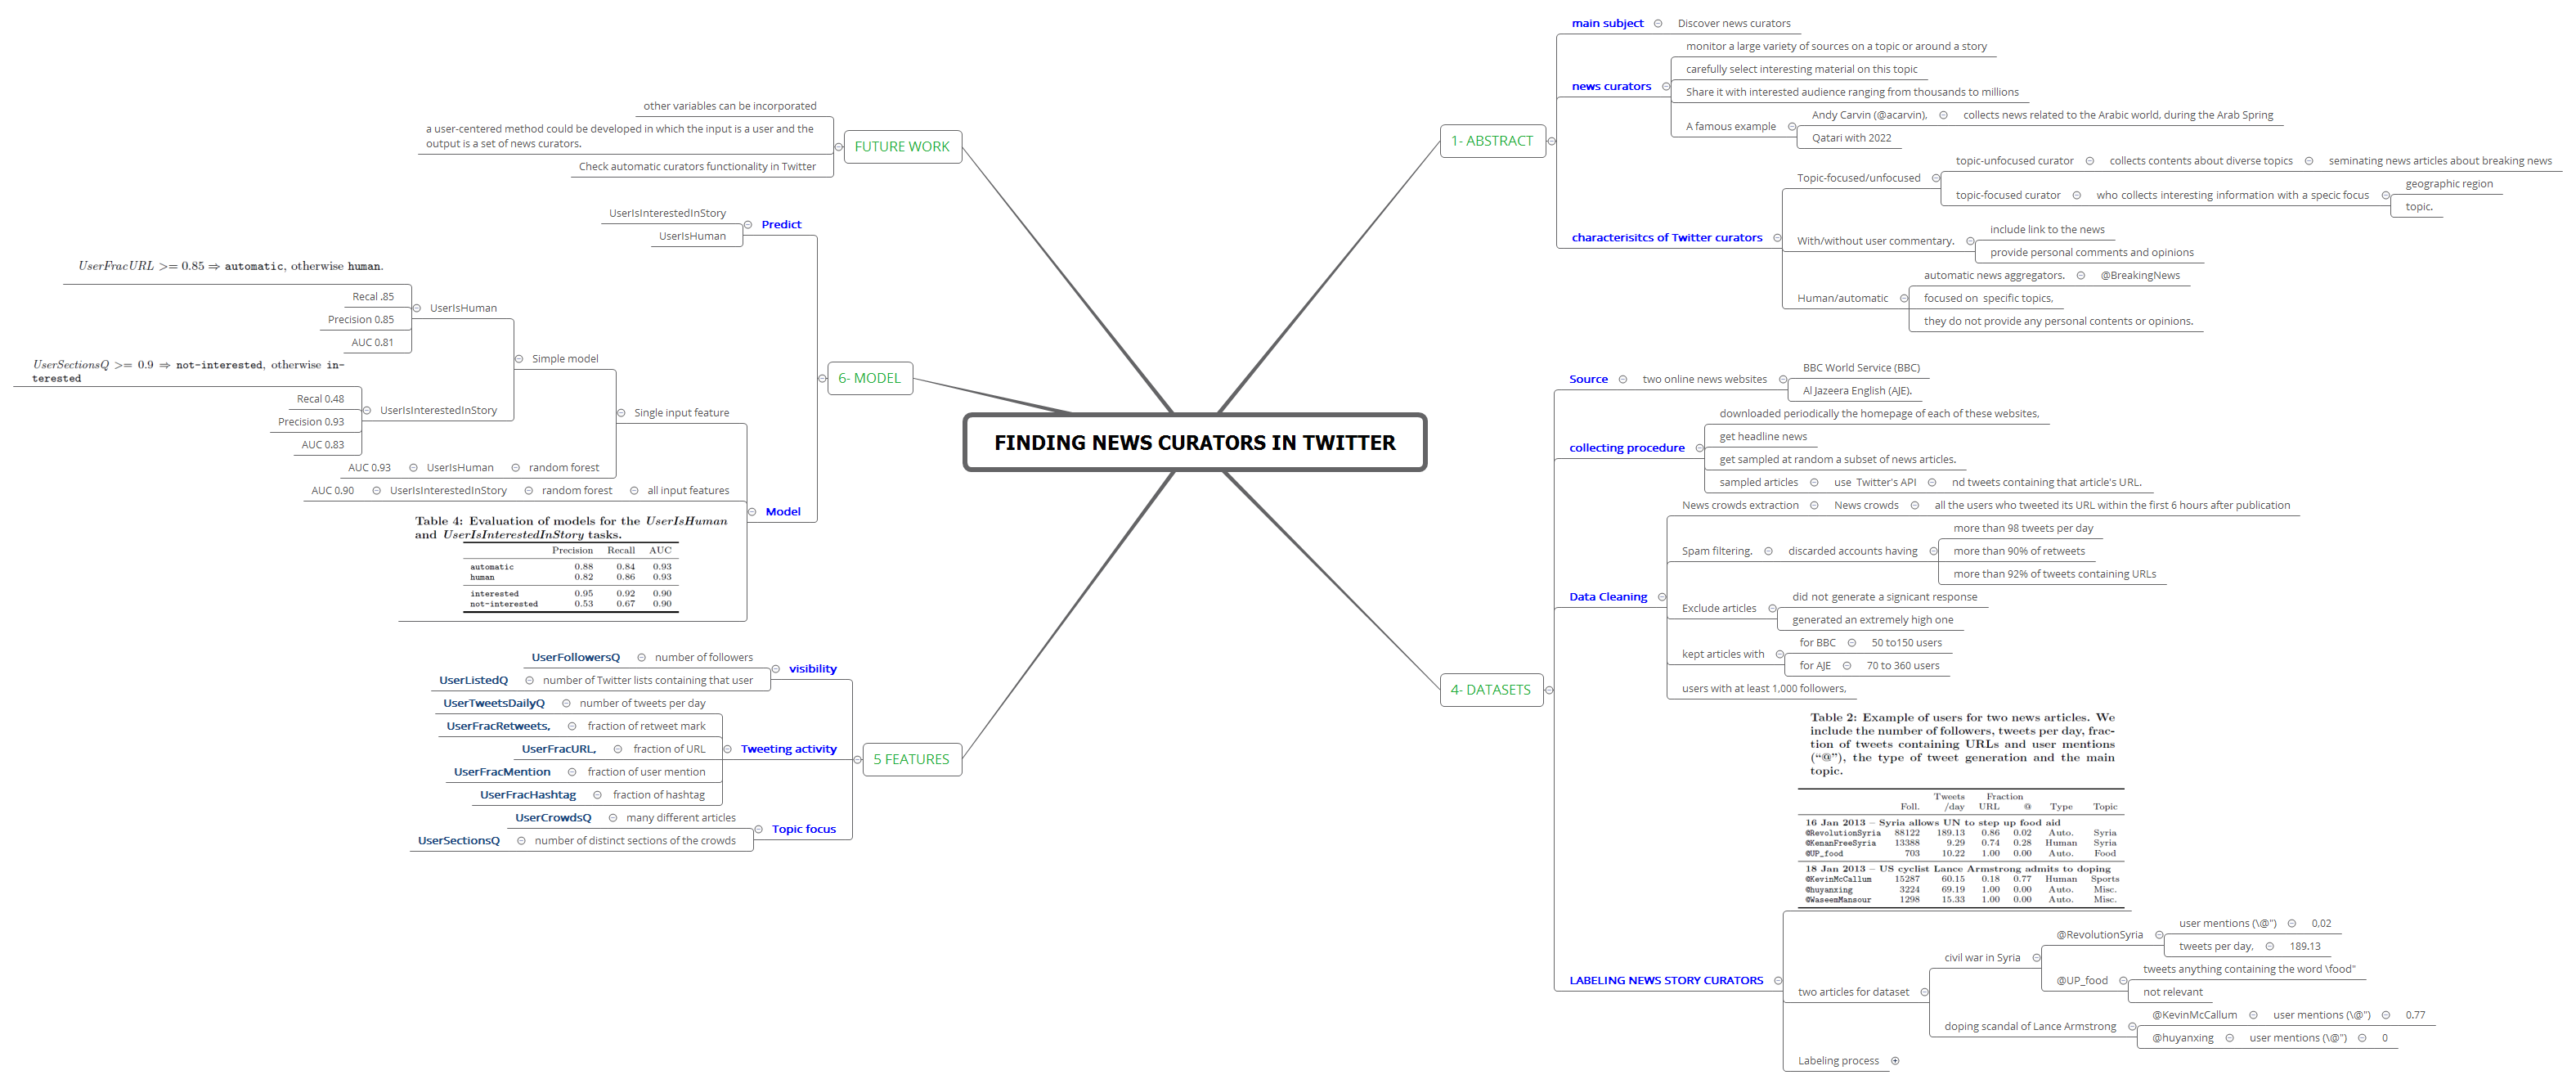 FINDING NEWS CURATORS IN TWITTER
1- ABSTRACT
main subject
Discover news curators
news curators
monitor a large variety of sources on a topic or around a story
carefully select interesting material on this topic
Share it with interested audience ranging from thousands to millions
A famous example
Andy Carvin (@acarvin),
collects news related to the Arabic world, during the Arab Spring
Qatari with 2022
characterisitcs of Twitter curators
Topic-focused/unfocused
topic-unfocused curator
collects contents about diverse topics
seminating news articles about breaking news
topic-focused curator
who collects interesting information with a specic focus
geographic region
topic.
With/without user commentary.
include link to the news
provide personal comments and opinions
Human/automatic
automatic news aggregators.
@BreakingNews
focused on specific topics,
they do not provide any personal contents or opinions.
4- DATASETS
Source
two online news websites
BBC World Service (BBC)
Al Jazeera English (AJE).
collecting procedure
downloaded periodically the homepage of each of these websites,
get headline news
get sampled at random a subset of news articles.
sampled articles
use Twitter's API
nd tweets containing that article's URL.
Data Cleaning
News crowds extraction
News crowds
all the users who tweeted its URL within the first 6 hours after publication
Spam filtering.
discarded accounts having
more than 98 tweets per day
more than 90% of retweets
more than 92% of tweets containing URLs
Exclude articles
did not generate a signicant response
generated an extremely high one
kept articles with
for BBC
50 to150 users
for AJE
70 to 360 users
users with at least 1,000 followers,
LABELING NEWS STORY CURATORS
Table 2: Example of users for two news articles. We
include the number of followers, tweets per day, frac-
tion of tweets containing URLs and user mentions
(“@”), the type of tweet generation and the main
topic.
Tweets Fraction
Foll. /day URL @ Type Topic
16 Jan 2013 – Syria allows UN to step up food aid
@RevolutionSyria 88122 189.13 0.86 0.02 Auto. Syria
@KenanFreeSyria 13388 9.29 0.74 0.28 Human Syria
@UP_food 703 10.22 1.00 0.00 Auto. Food
18 Jan 2013 – US cyclist Lance Armstrong admits to doping
@KevinMcCallum 15287 60.15 0.18 0.77 Human Sports
@huyanxing 3224 69.19 1.00 0.00 Auto. Misc.
@WaseemMansour 1298 15.33 1.00 0.00 Auto. Misc.
two articles for dataset
civil war in Syria
@RevolutionSyria
user mentions (\@")
0,02
tweets per day,
189.13
@UP_food
tweets anything containing the word \food"
not relevant
doping scandal of Lance Armstrong
@KevinMcCallum
user mentions (\@")
0.77
@huyanxing
user mentions (\@")
0
Labeling process
5 FEATURES
visibility
number of followers
UserFollowersQ
number of Twitter lists containing that user
UserListedQ
Tweeting activity
number of tweets per day
UserTweetsDailyQ
fraction of retweet mark
UserFracRetweets,
fraction of URL
UserFracURL,
fraction of user mention
UserFracMention
fraction of hashtag
UserFracHashtag
Topic focus
many different articles
UserCrowdsQ
number of distinct sections of the crowds
UserSectionsQ
6- MODEL
Predict
UserIsInterestedInStory
UserIsHuman
Model
Single input feature
Simple model
UserIsHuman
UserFracURL >= 0.85 ⇒ automatic, otherwise human.
Recal .85
Precision 0.85
AUC 0.81
UserIsInterestedInStory
UserSectionsQ >= 0.9 ⇒ not-interested, otherwise in-
terested
Recal 0.48
Precision 0.93
AUC 0.83
random forest
UserIsHuman
AUC 0.93
all input features
random forest
UserIsInterestedInStory
AUC 0.90
Table 4: Evaluation of models for the UserIsHuman
and UserIsInterestedInStory tasks.
Precision Recall AUC
automatic 0.88 0.84 0.93
human 0.82 0.86 0.93
interested 0.95 0.92 0.90
not-interested 0.53 0.67 0.90
FUTURE WORK
other variables can be incorporated
a user-centered method could be developed in which the input is a user and the
output is a set of news curators.
Check automatic curators functionality in Twitter